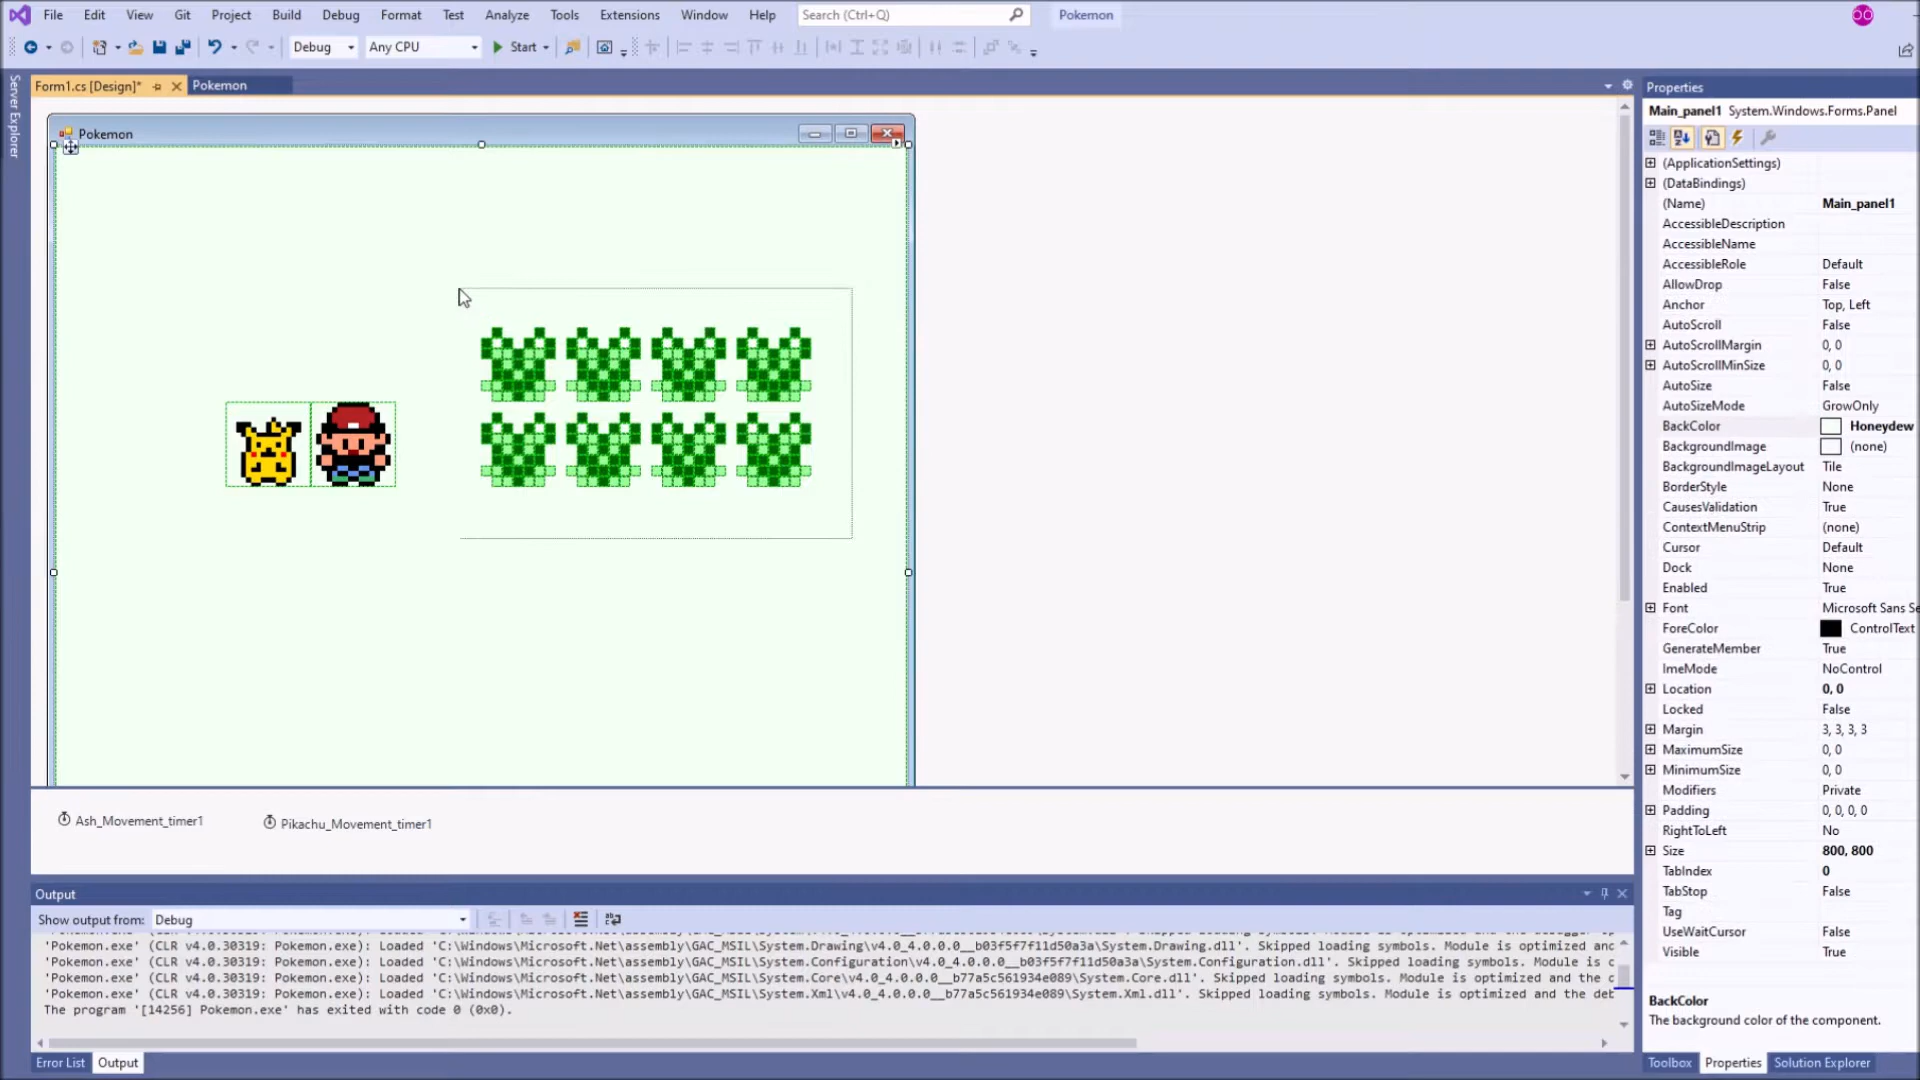 File Edit View Git Project Build Debug Format Test Analyze Tools Extensions Window Help Search (Ctrl+Q) Pokemon
Debug Any CPU Start
Server Explorer
Form1.cs [Design]* Pokemon
Pokemon
Ash_Movement_timer1 Pikachu_Movement_timer1
Output
Show output from: Debug
'Pokemon.exe' (CLR v4.0.30319: Pokemon.exe): Loaded 'C:\Windows\Microsoft.Net\assembly\GAC_MSIL\System.Drawing\v4.0_4.0.0.0__b03f5f7f11d50a3a\System.Drawing.dll'. Skipped loading symbols. Module is optimized and
'Pokemon.exe' (CLR v4.0.30319: Pokemon.exe): Loaded 'C:\Windows\Microsoft.Net\assembly\GAC_MSIL\System.Configuration\v4.0_4.0.0.0__b03f5f7f11d50a3a\System.Configuration.dll'. Skipped loading symbols. Module is
'Pokemon.exe' (CLR v4.0.30319: Pokemon.exe): Loaded 'C:\Windows\Microsoft.Net\assembly\GAC_MSIL\System.Core\v4.0_4.0.0.0__b77a5c561934e089\System.Core.dll'. Skipped loading symbols. Module is optimized and the
'Pokemon.exe' (CLR v4.0.30319: Pokemon.exe): Loaded 'C:\Windows\Microsoft.Net\assembly\GAC_MSIL\System.Xml\v4.0_4.0.0.0__b77a5c561934e089\System.Xml.dll'. Skipped loading symbols. Module is optimized and the deb
The program '[14256] Pokemon.exe' has exited with code 0 (0x0).
Error List Output
Properties
Main_panel1 System.Windows.Forms.Panel
(ApplicationSettings)
(DataBindings)
(Name) Main_panel1
AccessibleDescription
AccessibleName
AccessibleRole Default
AllowDrop False
Anchor Top, Left
AutoScroll False
AutoScrollMargin 0, 0
AutoScrollMinSize 0, 0
AutoSize False
AutoSizeMode GrowOnly
BackColor Honeydew
BackgroundImage (none)
BackgroundImageLayout Tile
BorderStyle None
CausesValidation True
ContextMenuStrip (none)
Cursor Default
Dock None
Enabled True
Font Microsoft Sans Se
ForeColor ControlText
GenerateMember True
ImeMode NoControl
Location 0, 0
Locked False
Margin 3, 3, 3, 3
MaximumSize 0, 0
MinimumSize 0, 0
Modifiers Private
Padding 0, 0, 0, 0
RightToLeft No
Size 800, 800
TabIndex 0
TabStop False
Tag
UseWaitCursor False
Visible True
BackColor
The background color of the component.
Toolbox Properties Solution Explorer